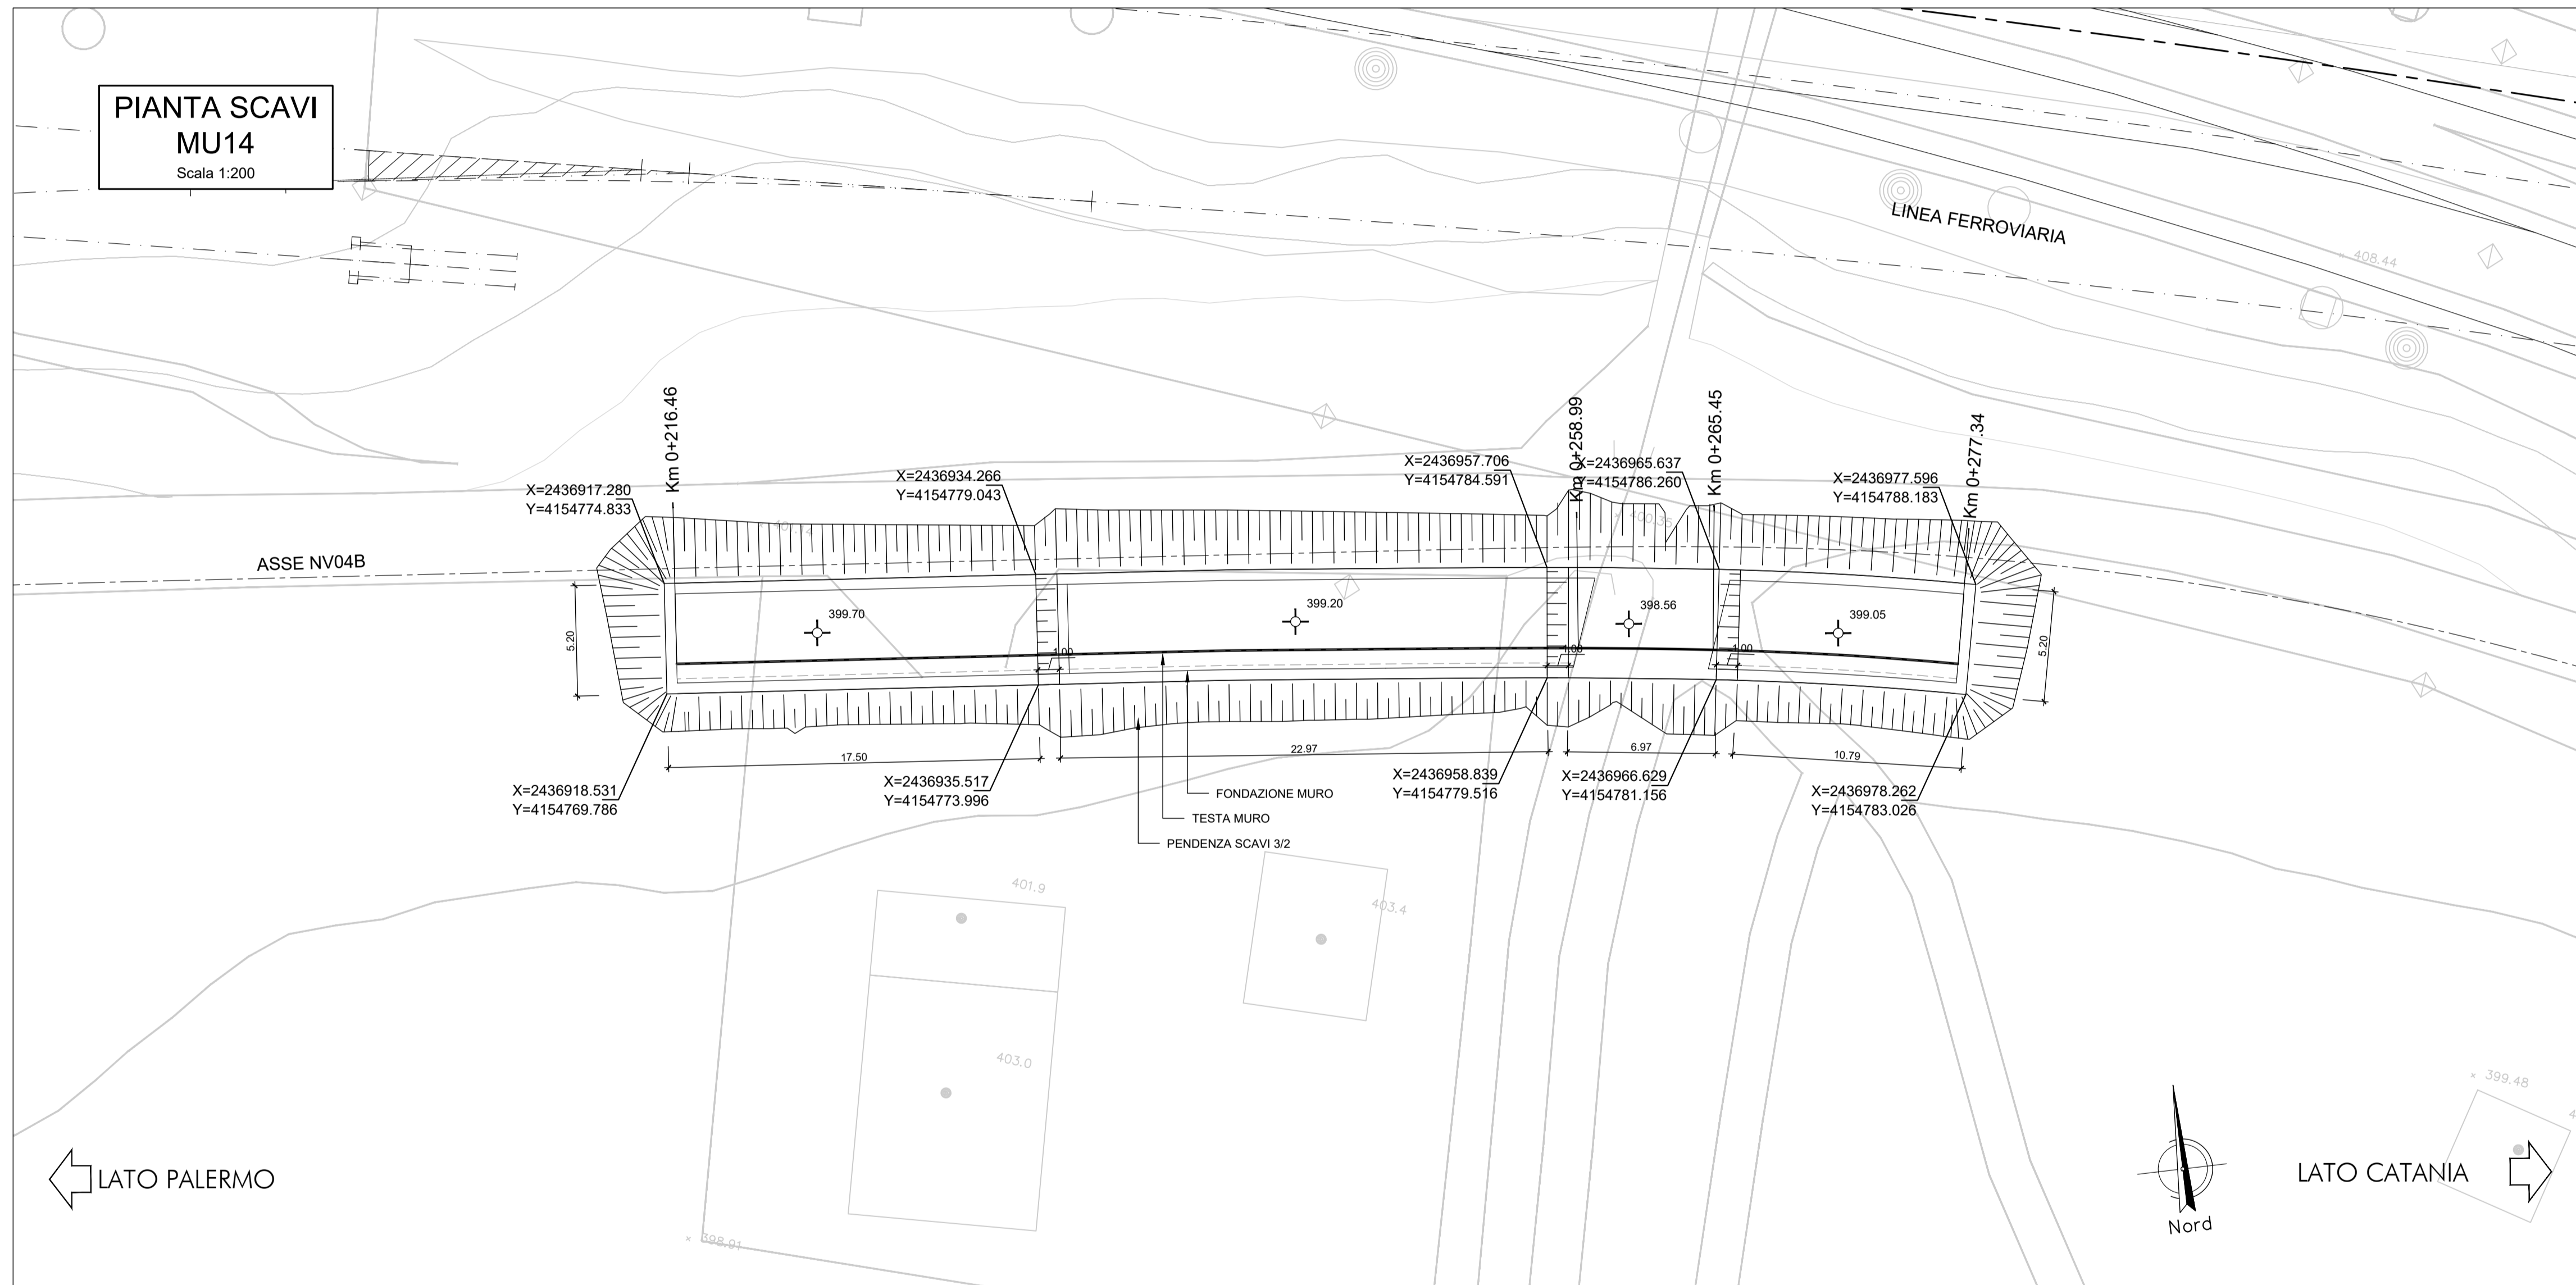 PIANTA SCAVI
MU14
Scala 1:200
LINEA FERROVIARIA
408.44
Km 0+216.46
Km 0+258.99
Km 0+265.45
Km 0+277.34
X=2436917.280
Y=4154774.833
X=2436934.266
Y=4154779.043
X=2436957.706
Y=4154784.591
X=2436965.637
Y=4154786.260
X=2436977.596
Y=4154788.183
400.35
ASSE NV04B
399.70
399.20
398.56
399.05
5.20
5.20
1.00
1.00
1.00
17.50
22.97
6.97
10.79
X=2436918.531
Y=4154769.786
X=2436935.517
Y=4154773.996
X=2436958.839
Y=4154779.516
X=2436966.629
Y=4154781.156
X=2436978.262
Y=4154783.026
FONDAZIONE MURO
TESTA MURO
PENDENZA SCAVI 3/2
401.9
403.4
403.0
399.48
398.91
LATO PALERMO
Nord
LATO CATANIA